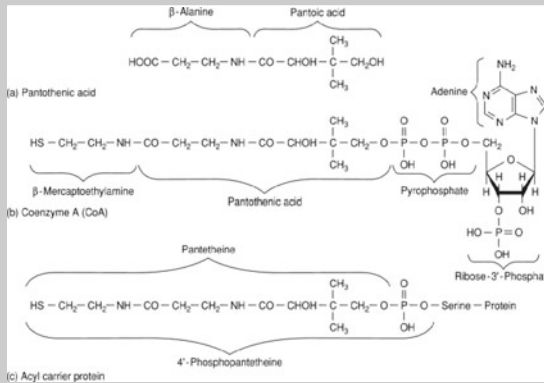 β-Alanine Pantoic acid
CH₃
HOOC—CH₂—CH₂—NH—CO—CHOH—C—CH₂OH
CH₃
(a) Pantothenic acid
NH₂
Adenine
N
N
N
N
CH₃ O O
HS—CH₂—CH₂—NH—CO—CH₂—CH₂—NH—CO—CHOH—C—CH₂—O—P—O—P—O—CH₂
CH₃ OH OH
O
β-Mercaptoethylamine
Pantothenic acid
Pyrophosphate
(b) Coenzyme A (CoA)
O OH
HO—P=O
OH
Ribose-3'-Phosphat
Pantetheine
CH₃ O
HS—CH₂—CH₂—NH—CO—CH₂—CH₂—NH—CO—CHOH—C—CH₂—O—P—O—Serine—Protein
CH₃ OH
4'-Phosphopantetheine
(c) Acyl carrier protein